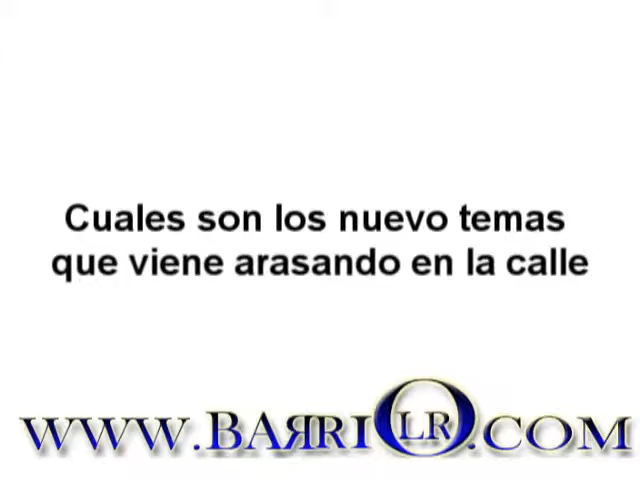 Cuales son los nuevo temas
que viene arasando en la calle
WWW.BARRIOLR.COM